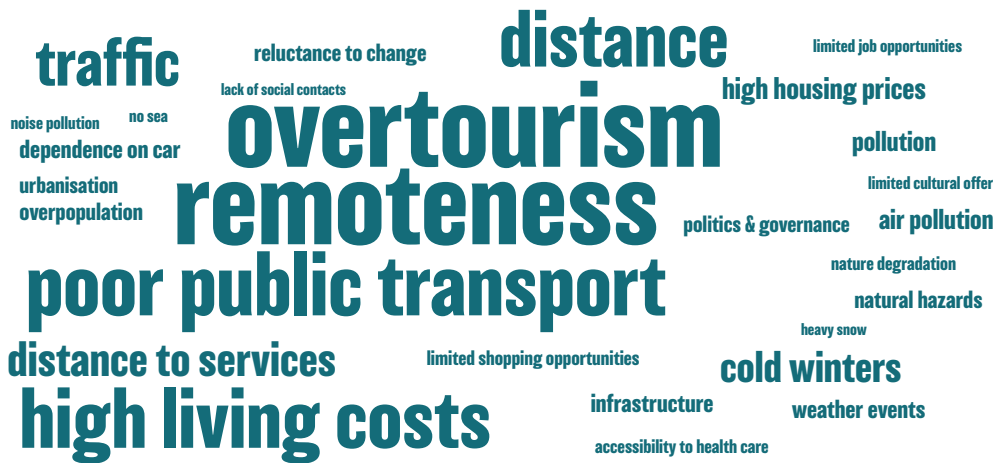 distance
traffic
reluctance to change
limited job opportunities
lack of social contacts
high housing prices
overtourism
no sea
noise pollution
dependence on car
pollution
urbanisation
limited cultural offer
remoteness
overpopulation
politics & governance
air pollution
nature degradation
poor public transport
natural hazards
heavy snow
distance to services
limited shopping opportunities
cold winters
high living costs
infrastructure
weather events
accessibility to health care